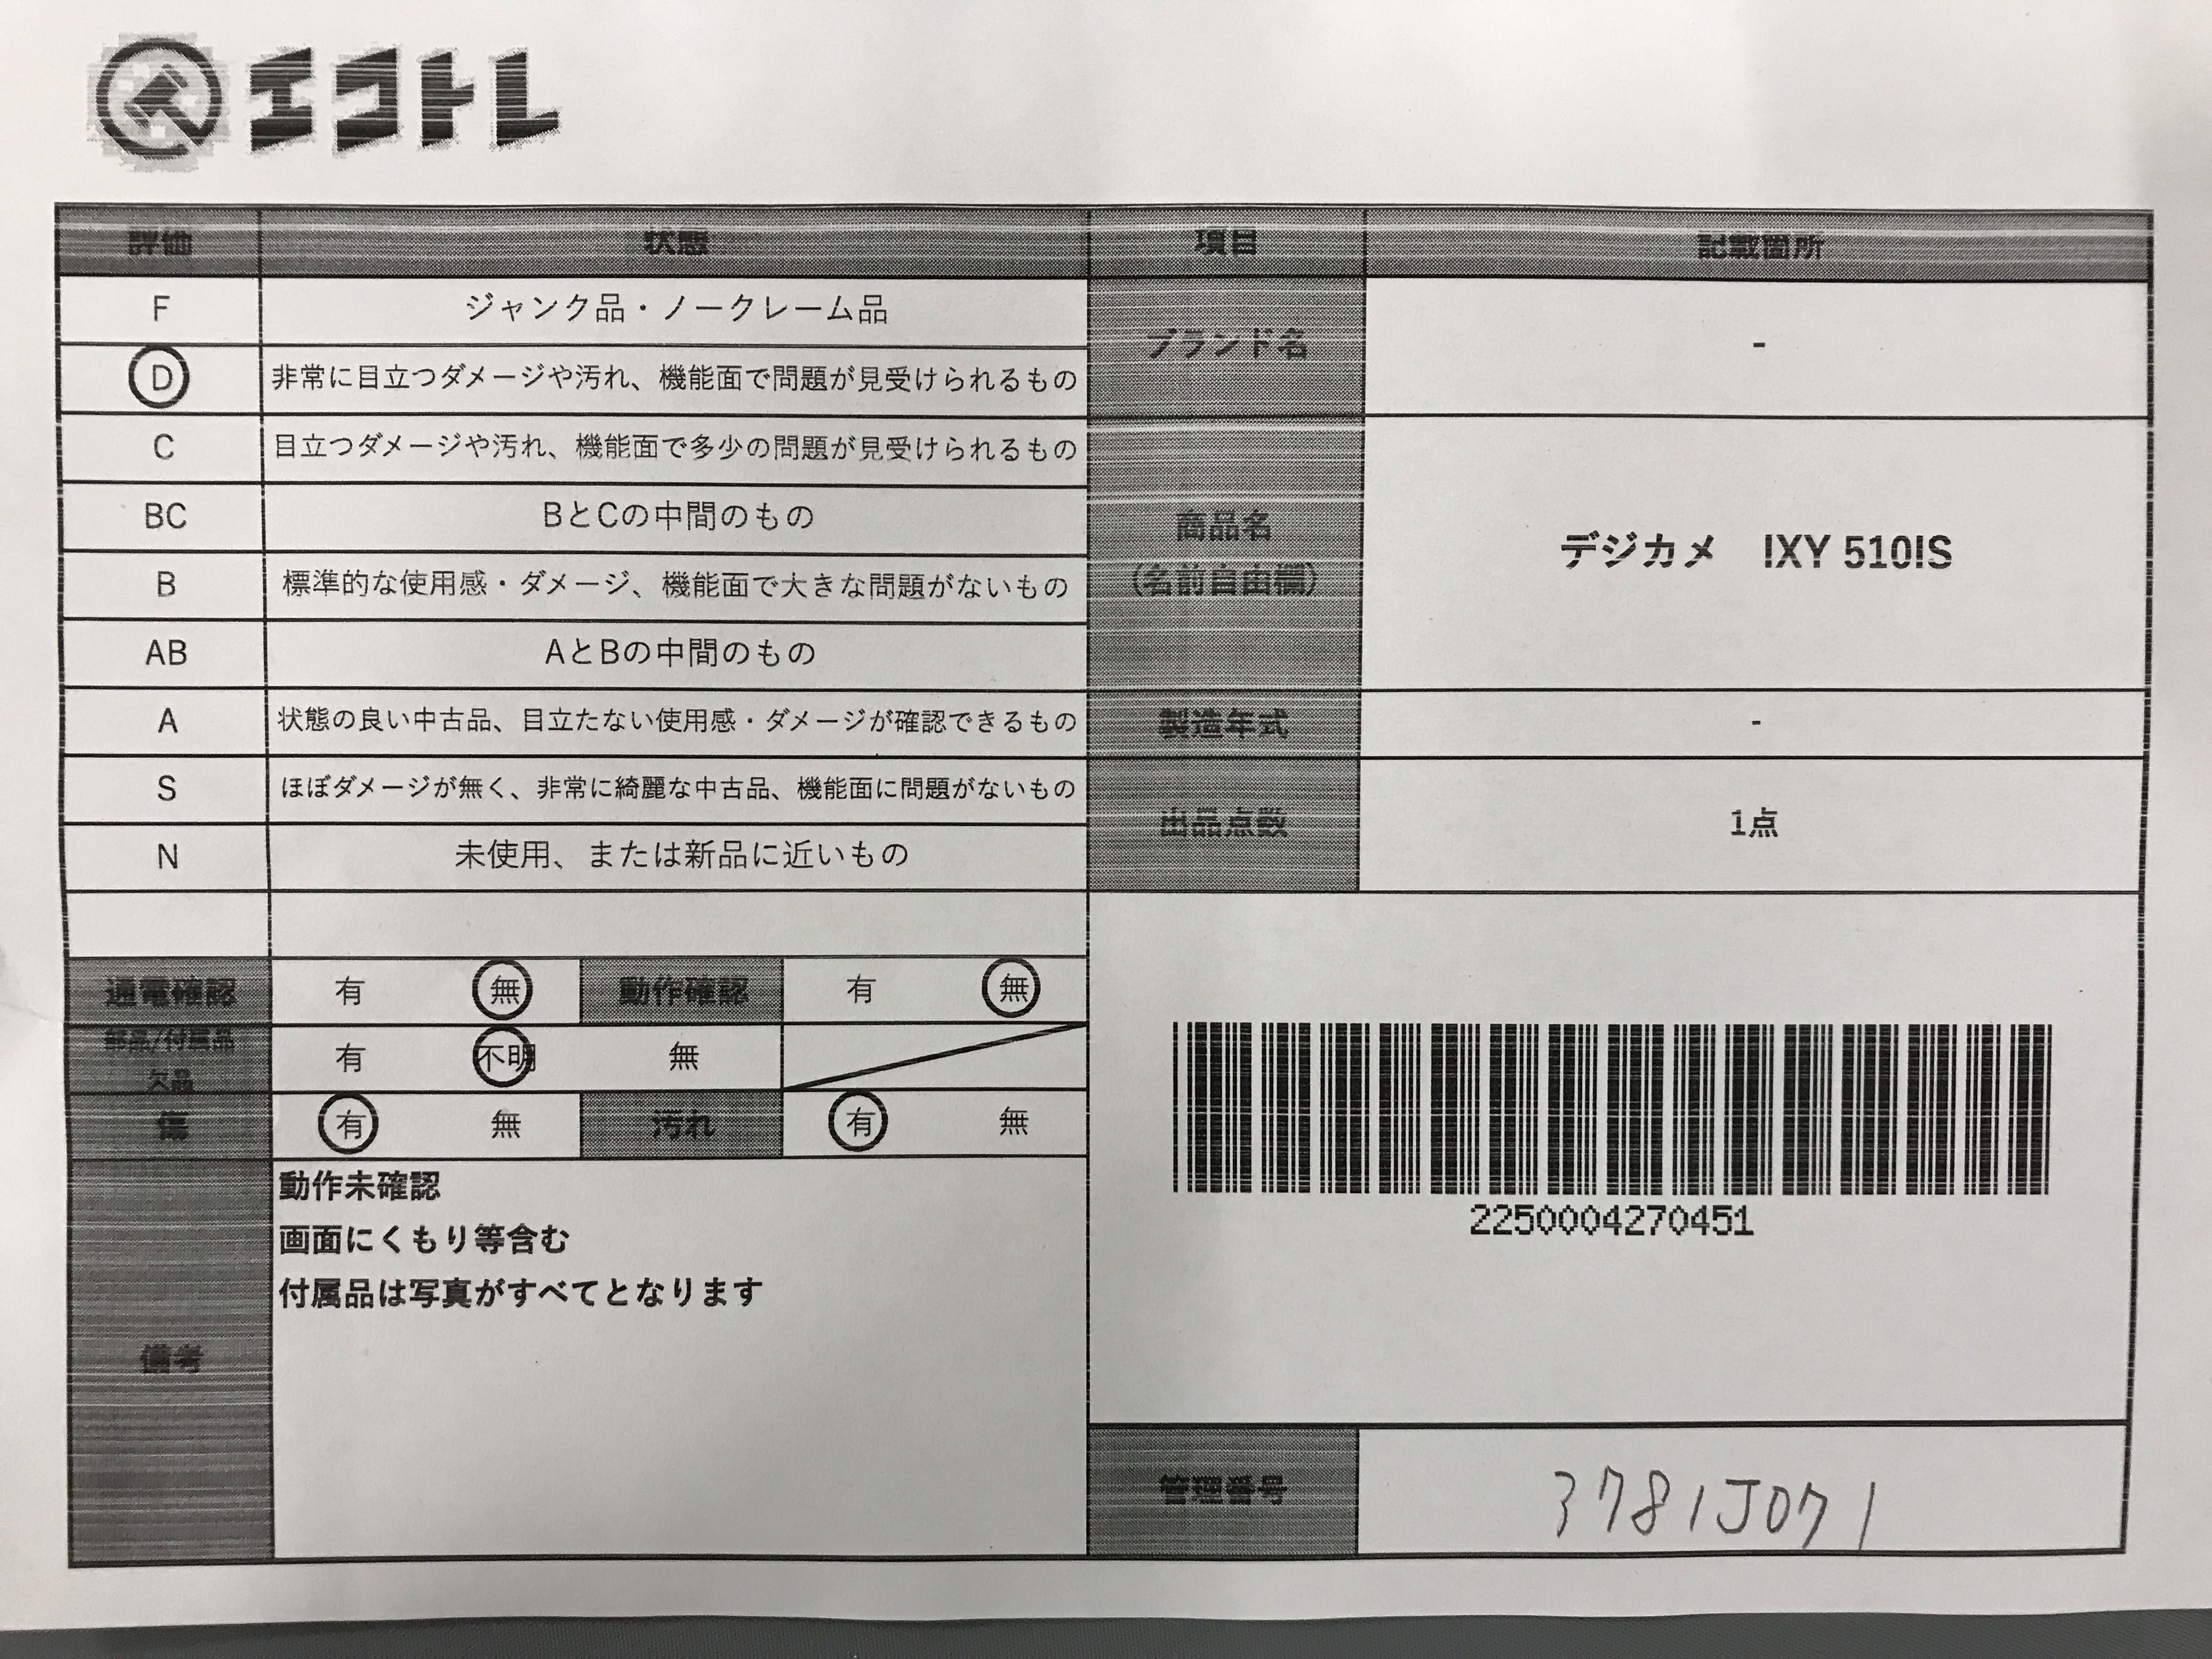 エコトレ
評価 状態 項目 記載箇所
F ジャンク品・ノークレーム品
ブランド名 -
D 非常に目立つダメージや汚れ、機能面で問題が見受けられるもの
C 目立つダメージや汚れ、機能面で多少の問題が見受けられるもの
BC BとCの中間のもの
商品名
(名前自由欄)
デジカメ　IXY 510IS
B 標準的な使用感・ダメージ、機能面で大きな問題がないもの
AB AとBの中間のもの
A 状態の良い中古品、目立たない使用感・ダメージが確認できるもの
製造年式 -
S ほぼダメージが無く、非常に綺麗な中古品、機能面に問題がないもの
出品点数 1点
N 未使用、または新品に近いもの
通電確認 有 無 動作確認 有 無
部品/付属品
欠品
有 不明 無
傷 有 無 汚れ 有 無
備考
動作未確認
画面にくもり等含む
付属品は写真がすべてとなります
2250004270451
管理番号 3781J071